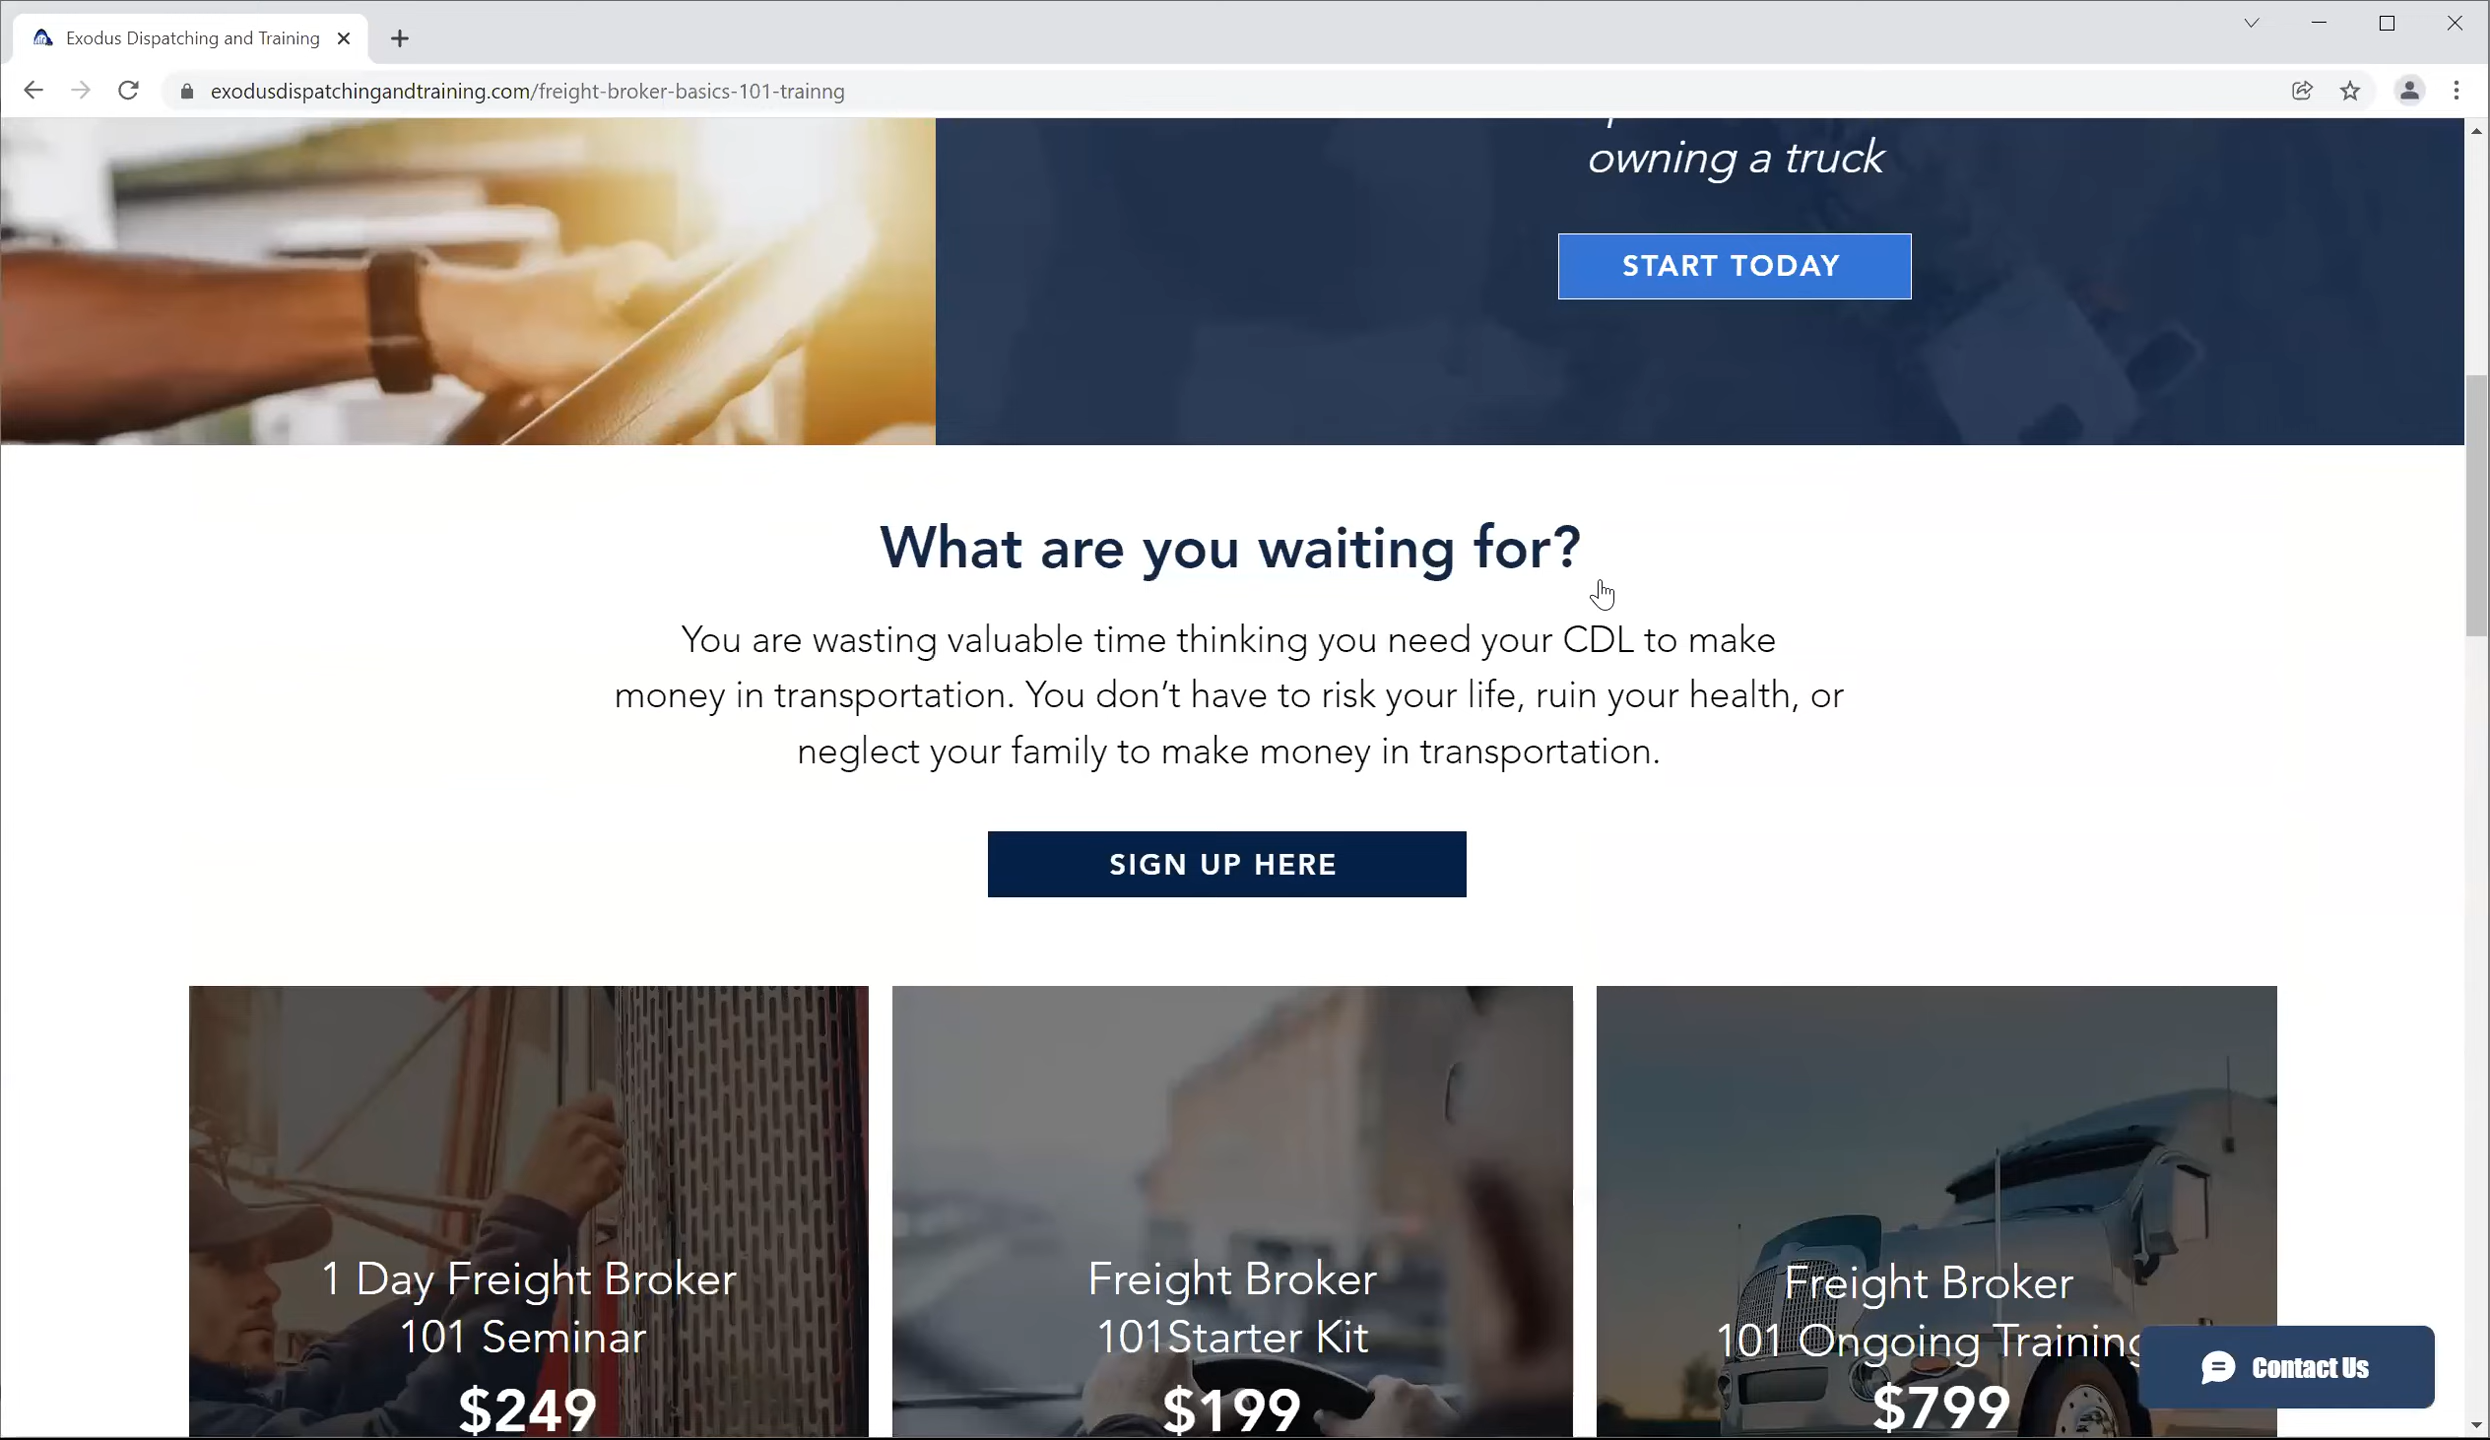 Exodus Dispatching and Training
exodusdispatchingandtraining.com/freight-broker-basics-101-trainng
owning a truck
START TODAY
What are you waiting for?
You are wasting valuable time thinking you need your CDL to make
money in transportation. You don't have to risk your life, ruin your health, or
neglect your family to make money in transportation.
SIGN UP HERE
1 Day Freight Broker
101 Seminar
$249
Freight Broker
101Starter Kit
$199
Freight Broker
101 Ongoing Training
$799
Contact Us